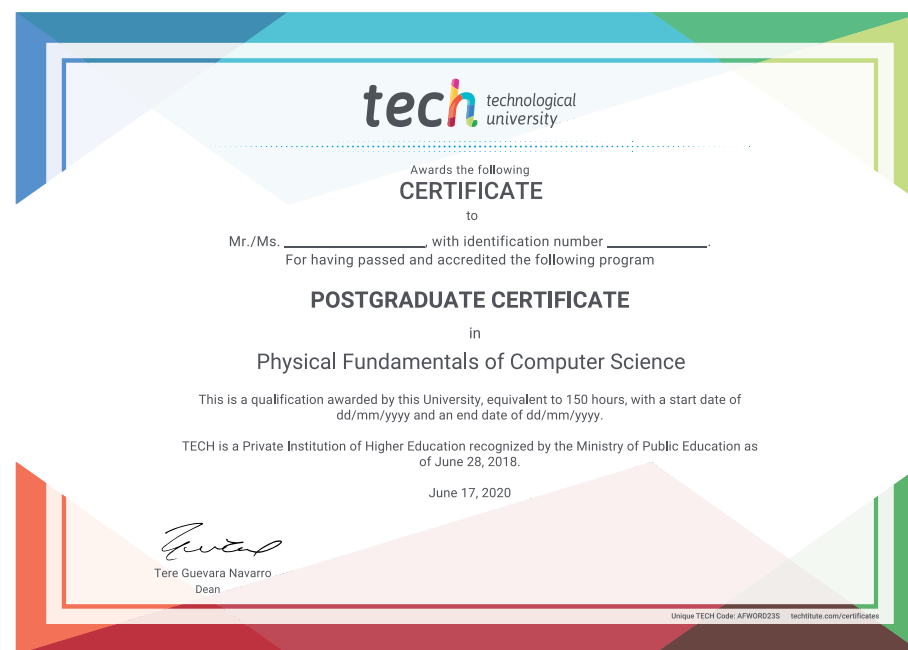 tech technological
university
Awards the following
CERTIFICATE
to
Mr./Ms. ____________________, with identification number ______________.
For having passed and accredited the following program
POSTGRADUATE CERTIFICATE
in
Physical Fundamentals of Computer Science
This is a qualification awarded by this University, equivalent to 150 hours, with a start date of
dd/mm/yyyy and an end date of dd/mm/yyyy.
TECH is a Private Institution of Higher Education recognized by the Ministry of Public Education as
of June 28, 2018.
June 17, 2020
Tere Guevara Navarro
Dean
Unique TECH Code: AFWORD23S techtitute.com/certificates